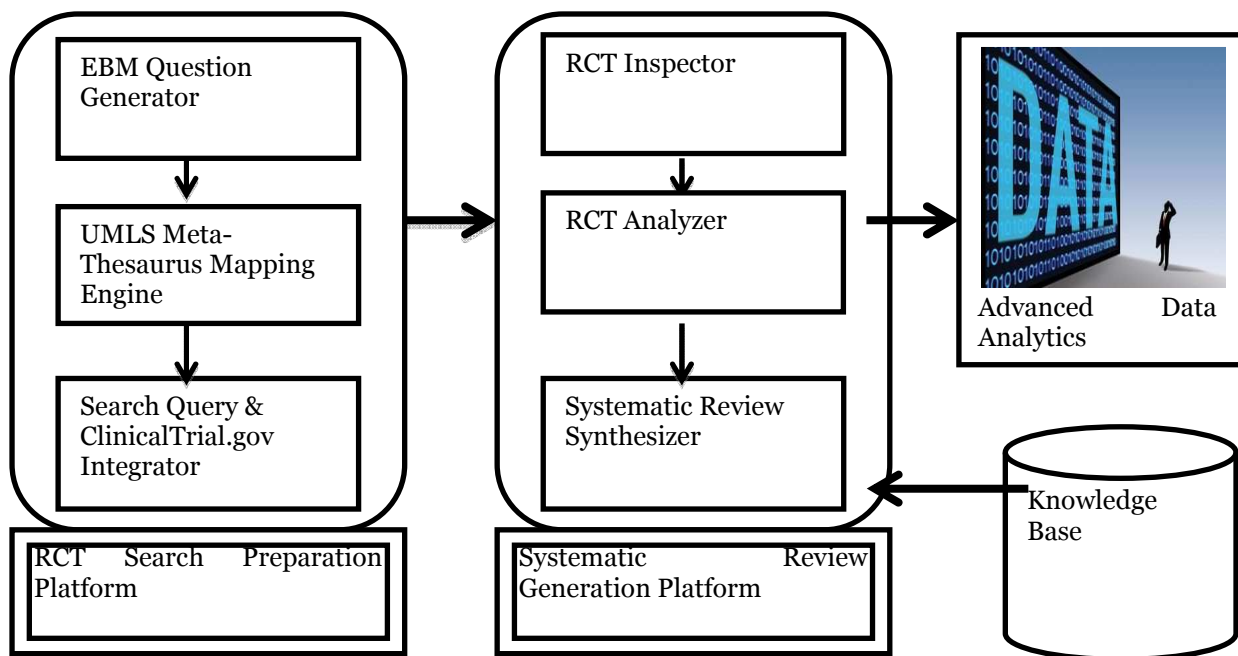 EBM Question
Generator
UMLS Meta-
Thesaurus Mapping
Engine
Search Query &
ClinicalTrial.gov
Integrator
RCT Search Preparation
Platform
RCT Inspector
RCT Analyzer
Systematic Review
Synthesizer
Systematic Review
Generation Platform
DATA
Advanced Data
Analytics
Knowledge
Base